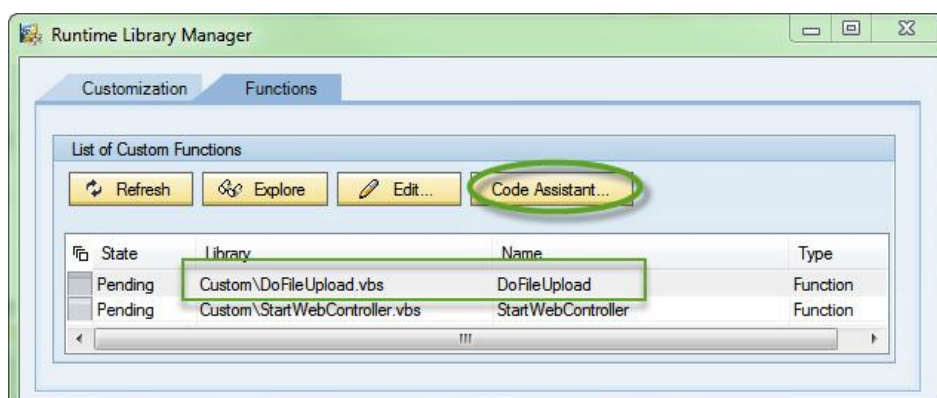 Runtime Library Manager
Customization Functions
List of Custom Functions
Refresh Explore Edit... Code Assistant...
State Library Name Type
Pending Custom\DoFileUpload.vbs DoFileUpload Function
Pending Custom\StartWebController.vbs StartWebController Function